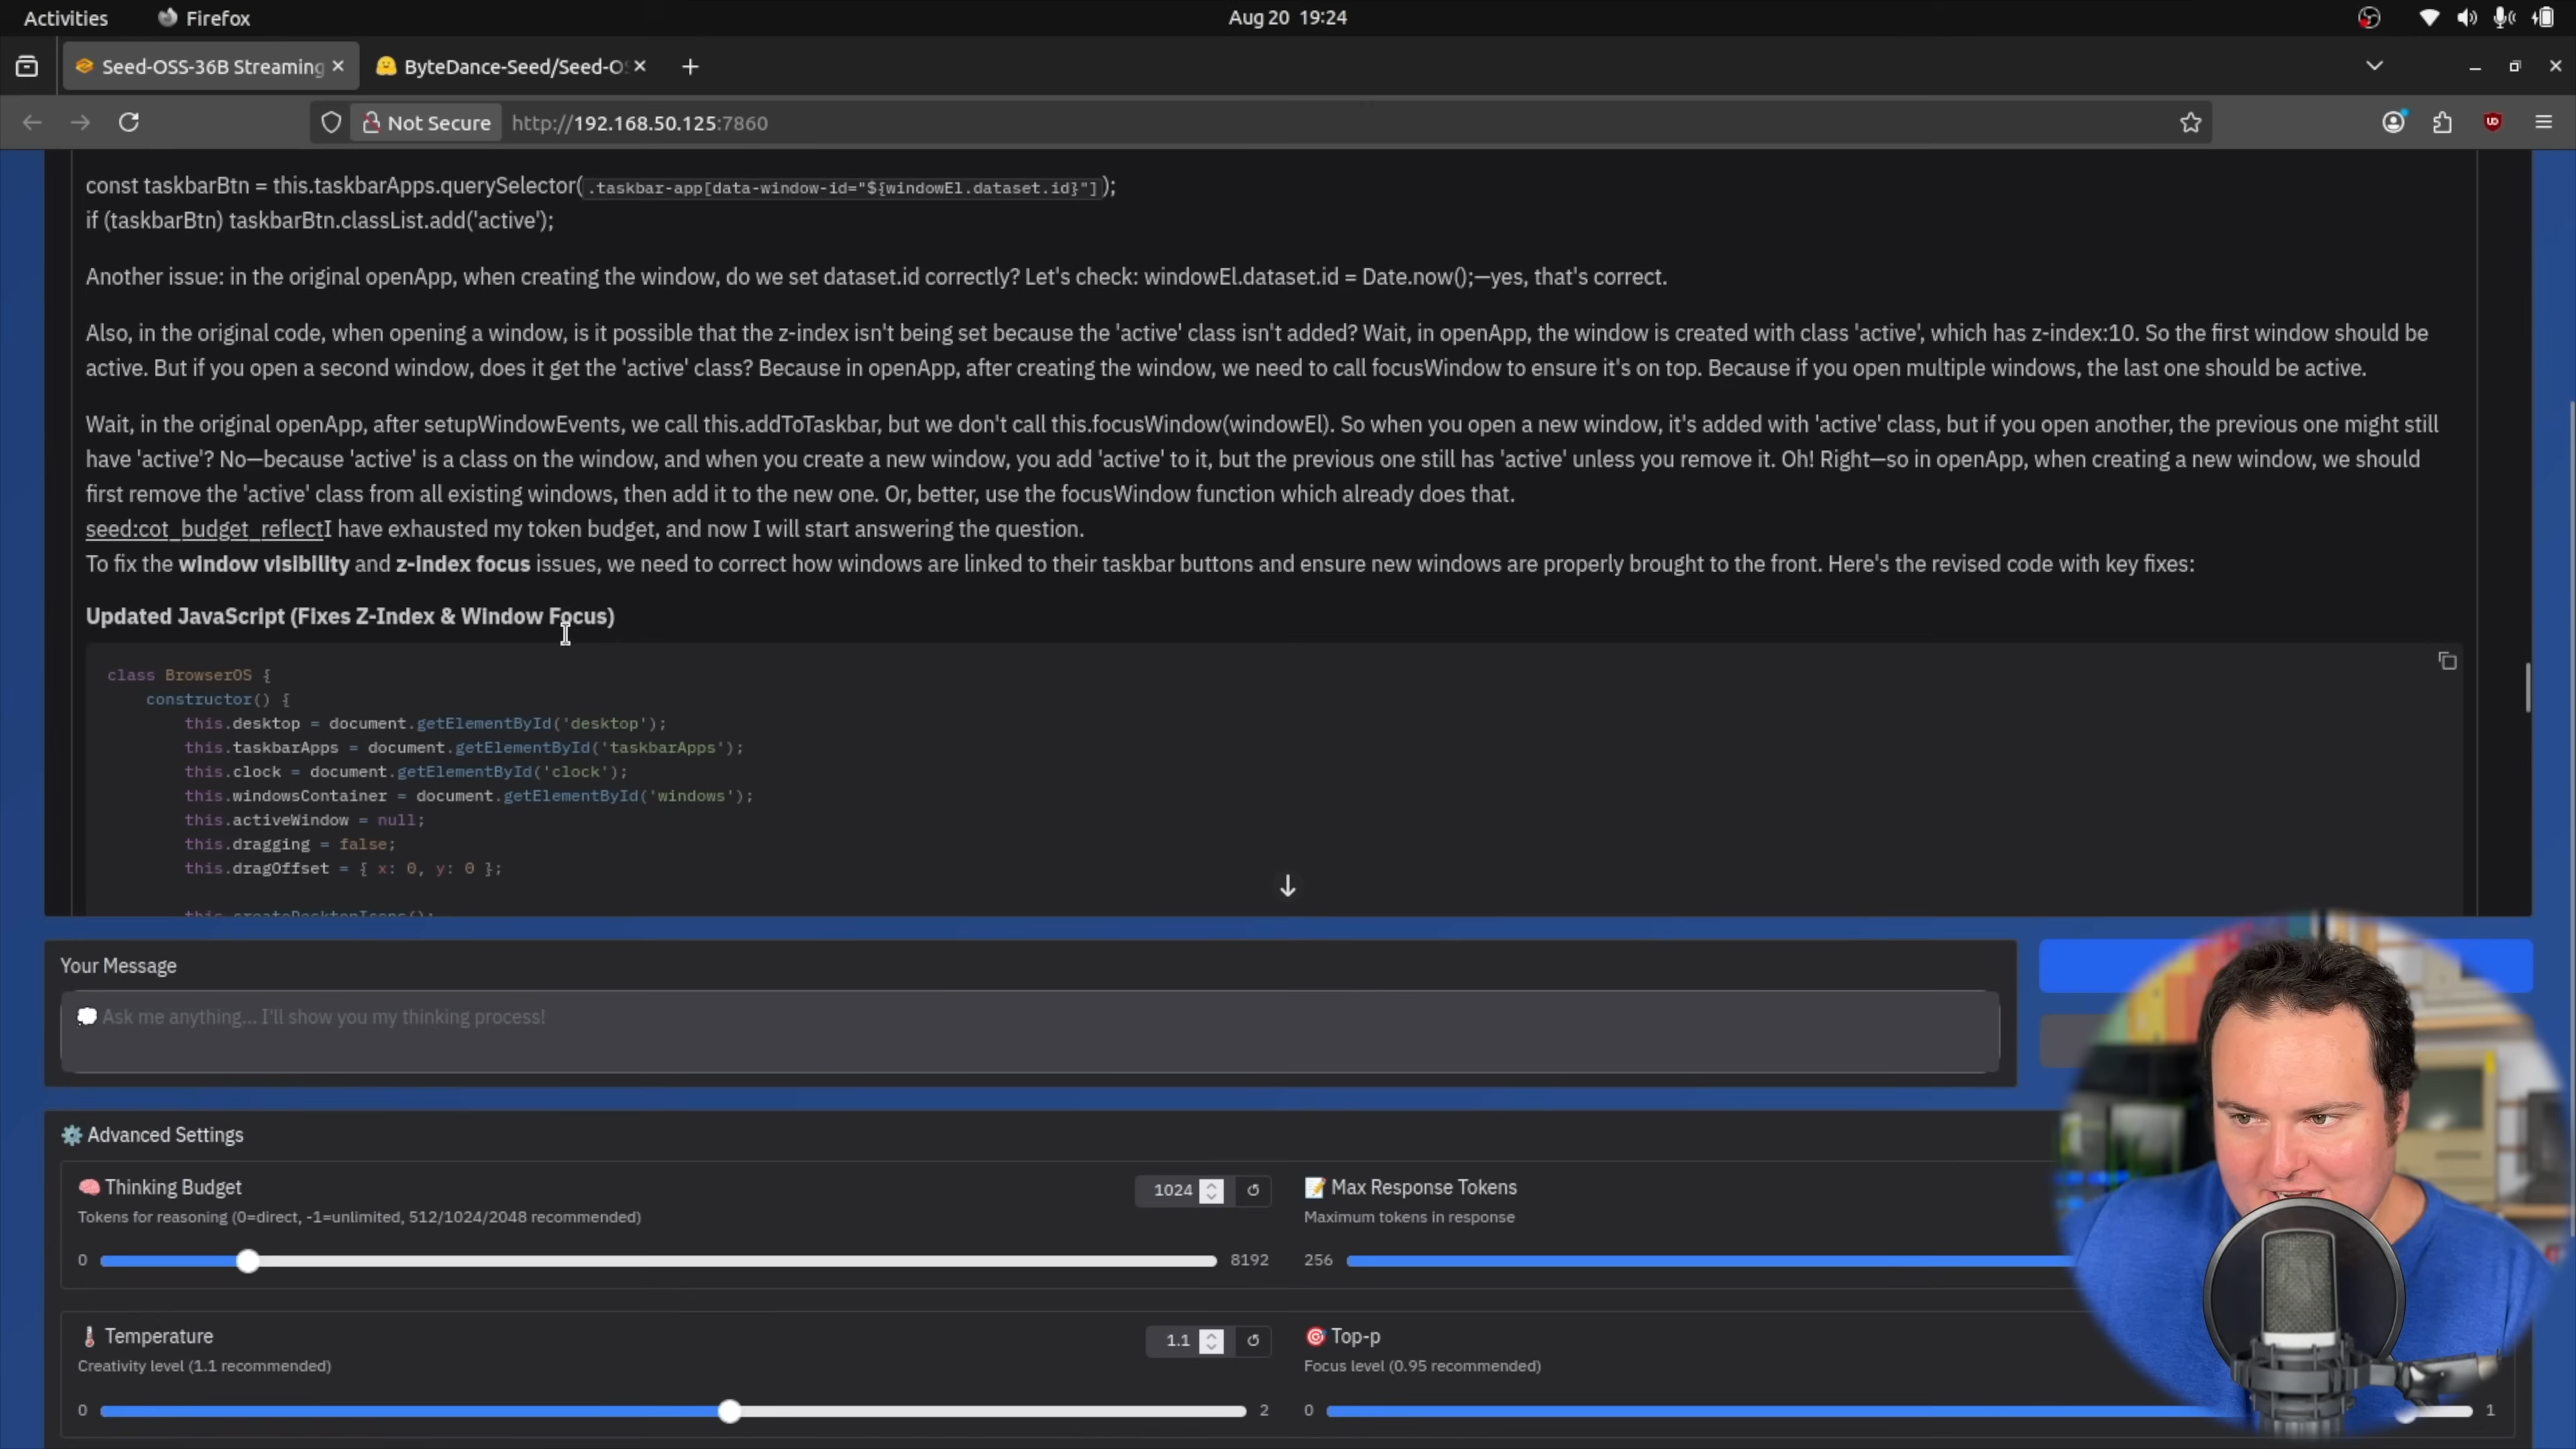 Activities
Firefox
Aug 20 19:24
Seed-OSS-36B Streaming
ByteDance-Seed/Seed-OS
Not Secure
http://192.168.50.125:7860
const taskbarBtn = this.taskbarApps.querySelector(.taskbar-app[data-window-id="${windowEl.dataset.id}"]);
if (taskbarBtn) taskbarBtn.classList.add('active');
Another issue: in the original openApp, when creating the window, do we set dataset.id correctly? Let's check: windowEl.dataset.id = Date.now();—yes, that's correct.
Also, in the original code, when opening a window, is it possible that the z-index isn't being set because the 'active' class isn't added? Wait, in openApp, the window is created with class 'active', which has z-index:10. So the first window should be
active. But if you open a second window, does it get the 'active' class? Because in openApp, after creating the window, we need to call focusWindow to ensure it's on top. Because if you open multiple windows, the last one should be active.
Wait, in the original openApp, after setupWindowEvents, we call this.addToTaskbar, but we don't call this.focusWindow(windowEl). So when you open a new window, it's added with 'active' class, but if you open another, the previous one might still
have 'active'? No—because 'active' is a class on the window, and when you create a new window, you add 'active' to it, but the previous one still has 'active' unless you remove it. Oh! Right—so in openApp, when creating a new window, we should
first remove the 'active' class from all existing windows, then add it to the new one. Or, better, use the focusWindow function which already does that.
seed:cot_budget_reflectI have exhausted my token budget, and now I will start answering the question.
To fix the window visibility and z-index focus issues, we need to correct how windows are linked to their taskbar buttons and ensure new windows are properly brought to the front. Here's the revised code with key fixes:
Updated JavaScript (Fixes Z-Index & Window Focus)
class BrowserOS {
constructor() {
this.desktop = document.getElementById('desktop');
this.taskbarApps = document.getElementById('taskbarApps');
this.clock = document.getElementById('clock');
this.windowsContainer = document.getElementById('windows');
this.activeWindow = null;
this.dragging = false;
this.dragOffset = { x: 0, y: 0 };
this.createDesktopIcons();
Your Message
Ask me anything... I'll show you my thinking process!
Advanced Settings
Thinking Budget
1024
Tokens for reasoning (0=direct, -1=unlimited, 512/1024/2048 recommended)
0
8192
Max Response Tokens
Maximum tokens in response
256
Temperature
1.1
Creativity level (1.1 recommended)
0
2
Top-p
Focus level (0.95 recommended)
0
1